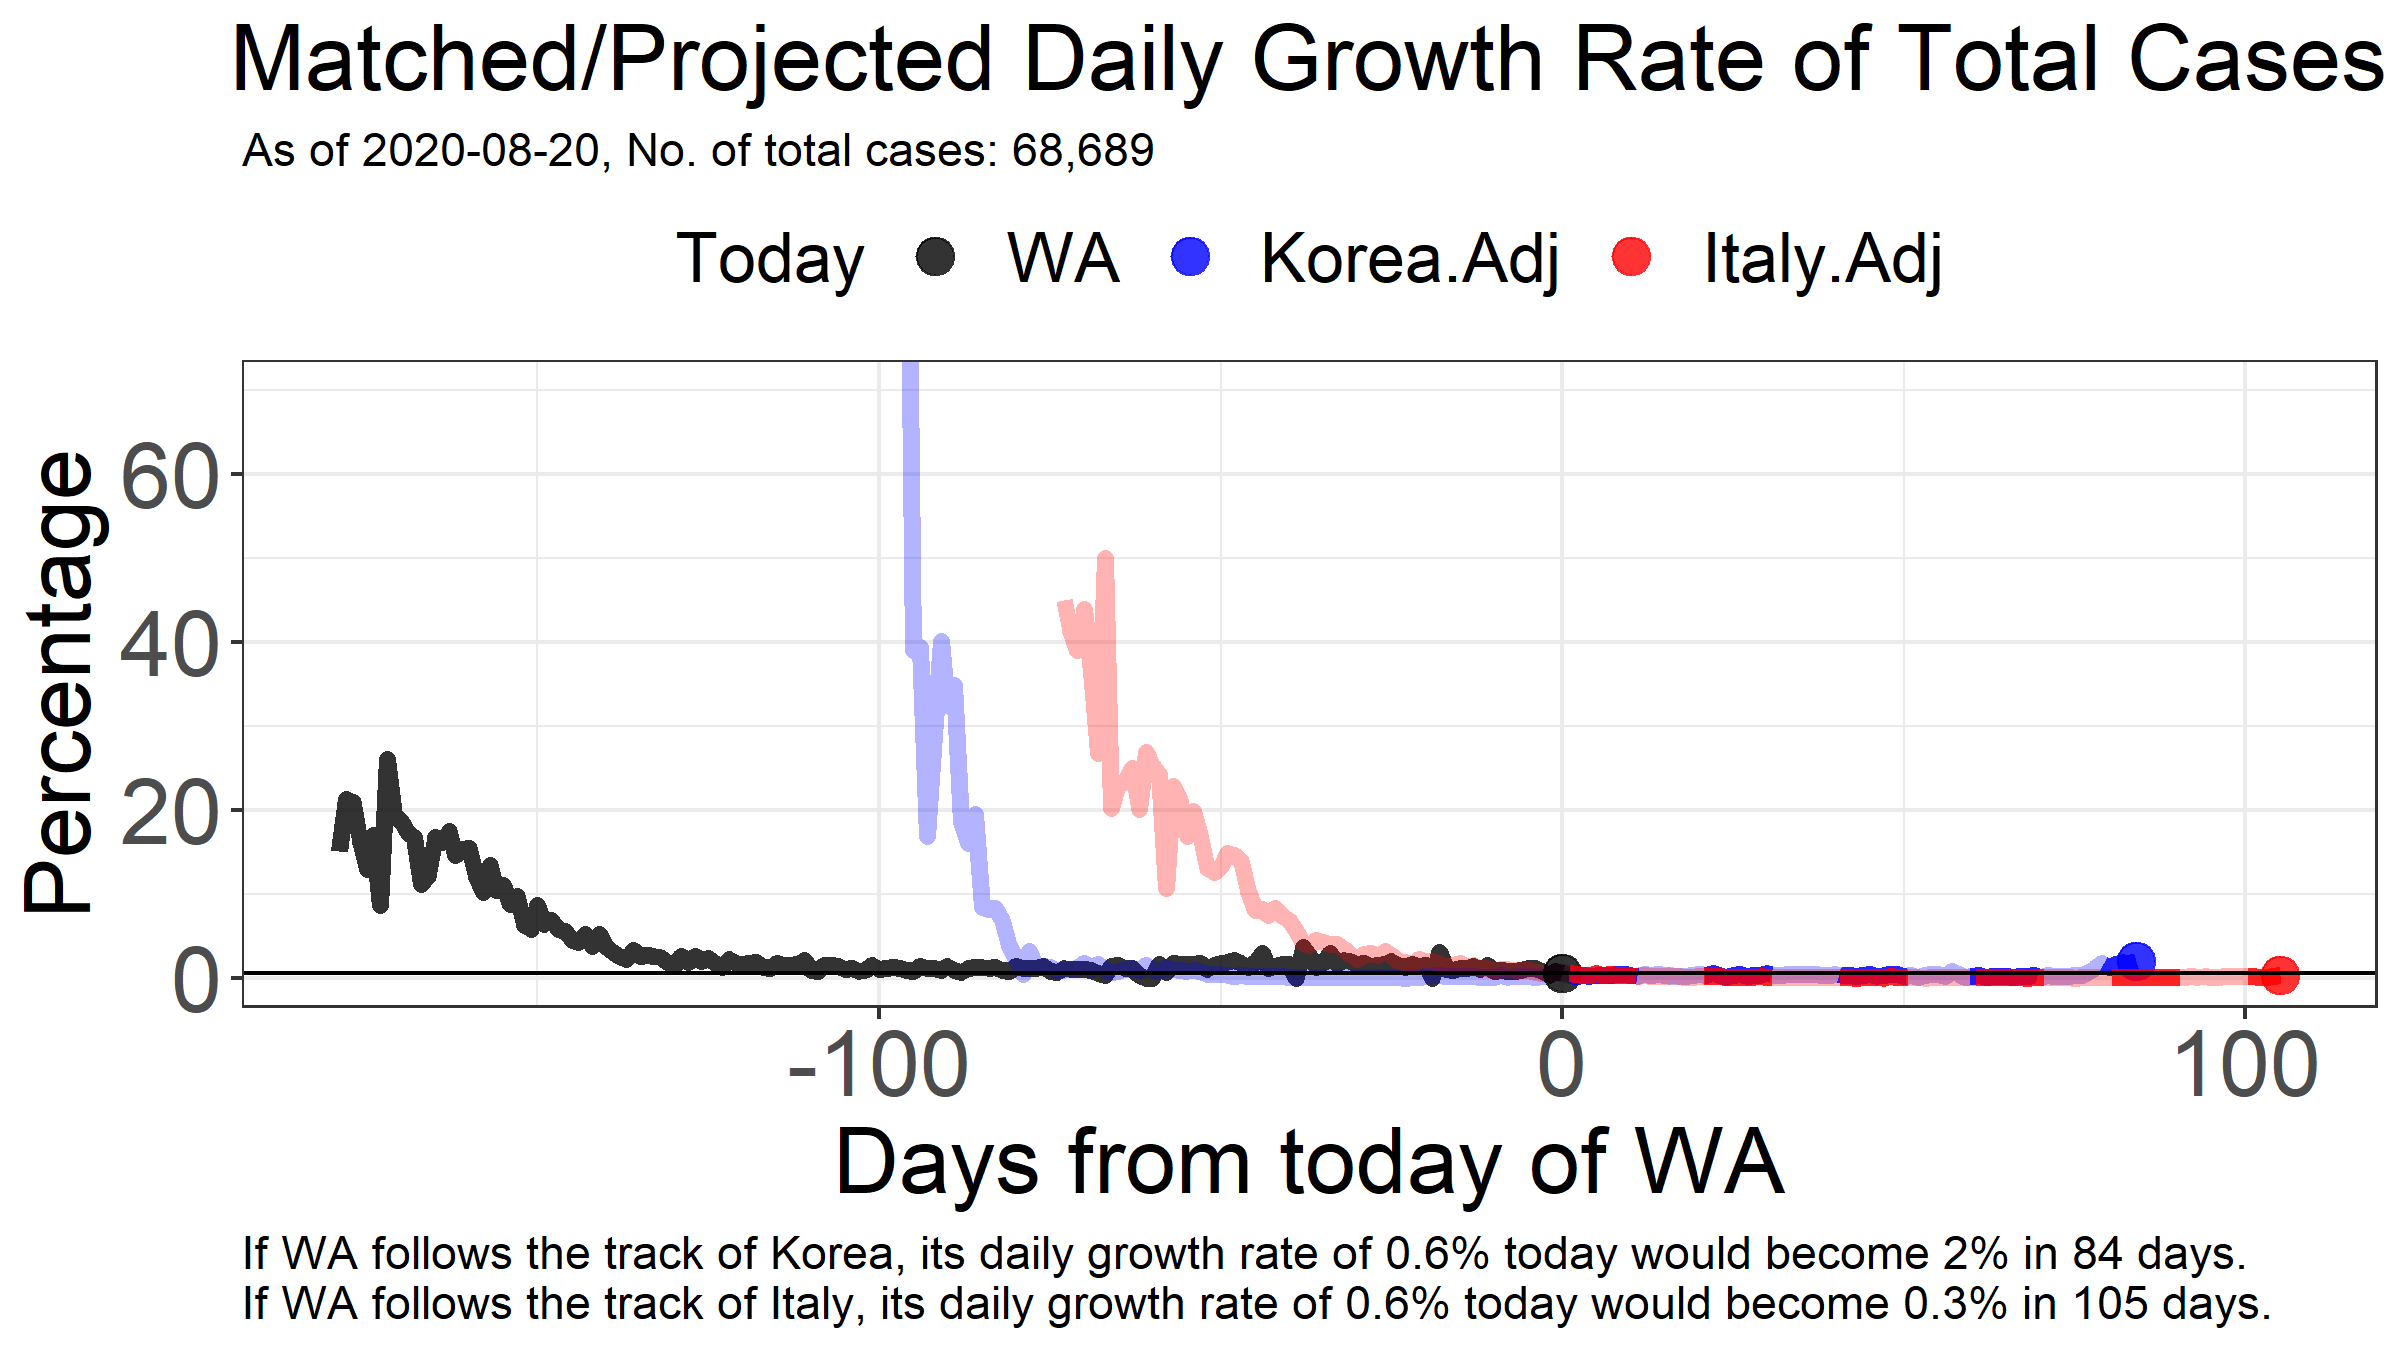 Matched/Projected Daily Growth Rate of Total Cases
As of 2020-08-20, No. of total cases: 68,689
Today WA Korea.Adj Italy.Adj
Percentage
60
40
20
0
-100 0 100
Days from today of WA
If WA follows the track of Korea, its daily growth rate of 0.6% today would become 2% in 84 days.
If WA follows the track of Italy, its daily growth rate of 0.6% today would become 0.3% in 105 days.